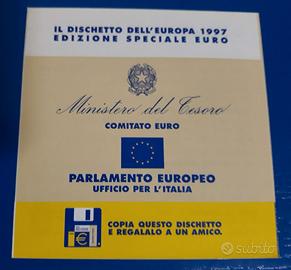 IL DISCHETTO DELL'EUROPA 1997
EDIZIONE SPECIALE EURO
Ministero del Tesoro
COMITATO EURO
PARLAMENTO EUROPEO
UFFICIO PER L'ITALIA
COPIA QUESTO DISCHETTO
E REGALALO A UN AMICO.
subito